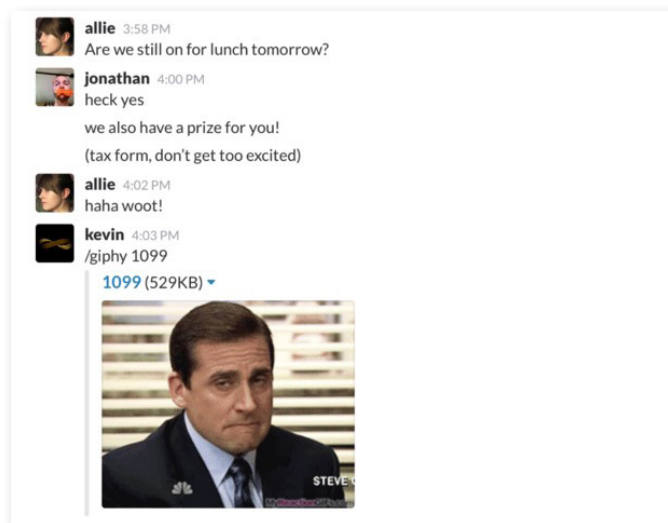 allie 3:58 PM
Are we still on for lunch tomorrow?
jonathan 4:00 PM
heck yes
we also have a prize for you!
(tax form, don't get too excited)
allie 4:02 PM
haha woot!
kevin 4:03 PM
/giphy 1099
1099 (529KB)
STEVE
MyReactionGIFs.com